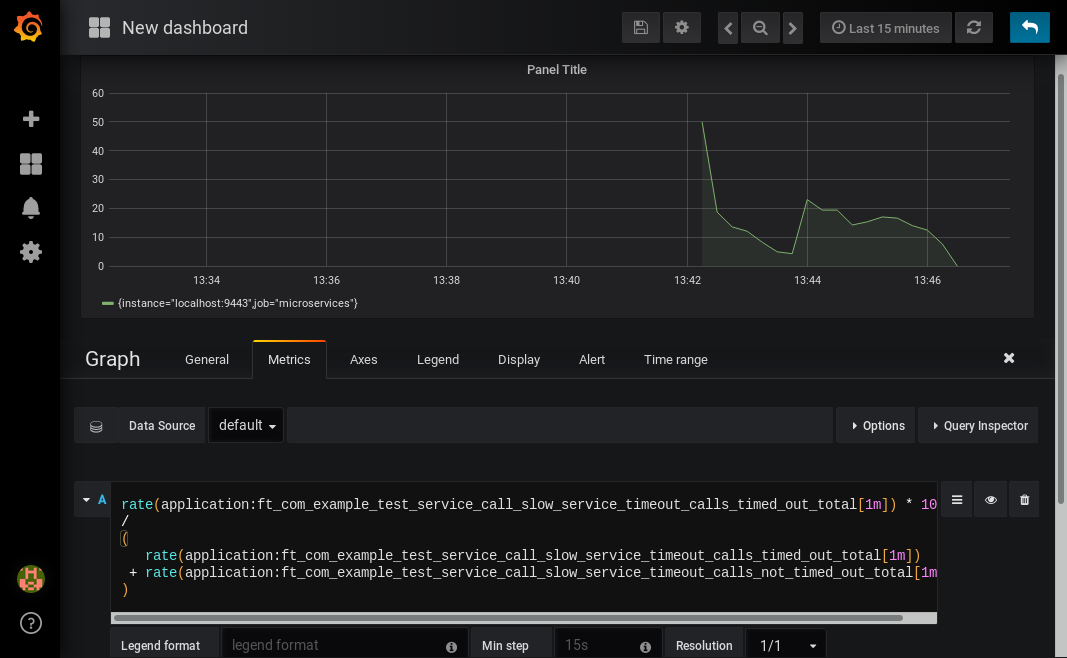 New dashboard
Last 15 minutes
Panel Title
60
50
40
30
20
10
0
13:34 13:36 13:38 13:40 13:42 13:44 13:46
{instance="localhost:9443",job="microservices"}
Graph General Metrics Axes Legend Display Alert Time range
Data Source default Options Query Inspector
A
rate(application:ft_com_example_test_service_call_slow_service_timeout_calls_timed_out_total[1m]) * 10
/
(
rate(application:ft_com_example_test_service_call_slow_service_timeout_calls_timed_out_total[1m])
+ rate(application:ft_com_example_test_service_call_slow_service_timeout_calls_not_timed_out_total[1m
)
Legend format legend format Min step 15s Resolution 1/1